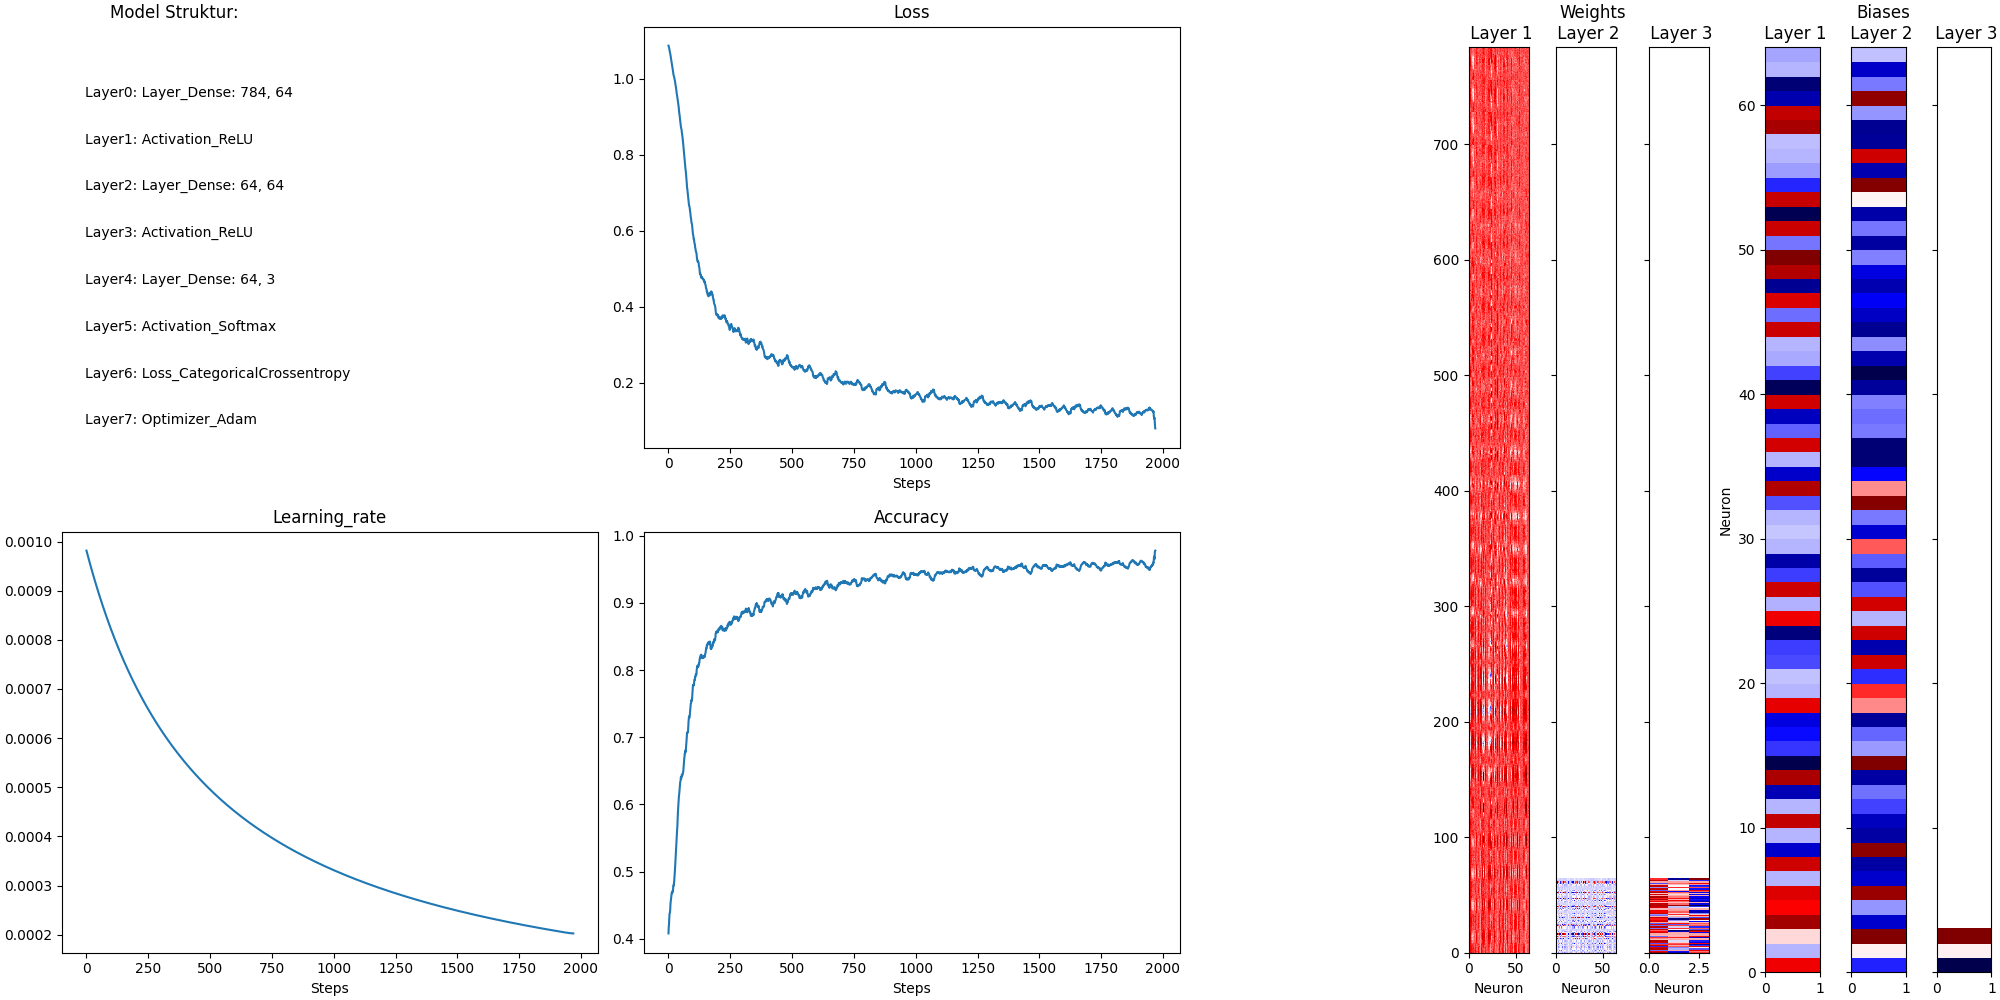 Model Struktur:
Layer0: Layer_Dense: 784, 64
Layer1: Activation_ReLU
Layer2: Layer_Dense: 64, 64
Layer3: Activation_ReLU
Layer4: Layer_Dense: 64, 3
Layer5: Activation_Softmax
Layer6: Loss_CategoricalCrossentropy
Layer7: Optimizer_Adam
Loss
1.0
0.8
0.6
0.4
0.2
0 250 500 750 1000 1250 1500 1750 2000
Steps
Learning_rate
0.0010
0.0009
0.0008
0.0007
0.0006
0.0005
0.0004
0.0003
0.0002
0 250 500 750 1000 1250 1500 1750 2000
Steps
Accuracy
1.0
0.9
0.8
0.7
0.6
0.5
0.4
0 250 500 750 1000 1250 1500 1750 2000
Steps
Weights
Layer 1 Layer 2 Layer 3
700
600
500
400
300
200
100
0
0 50 0 50 0.0 2.5
Neuron Neuron Neuron
Biases
Layer 1 Layer 2 Layer 3
Neuron
60
50
40
30
20
10
0
0 1 0 1 0 1